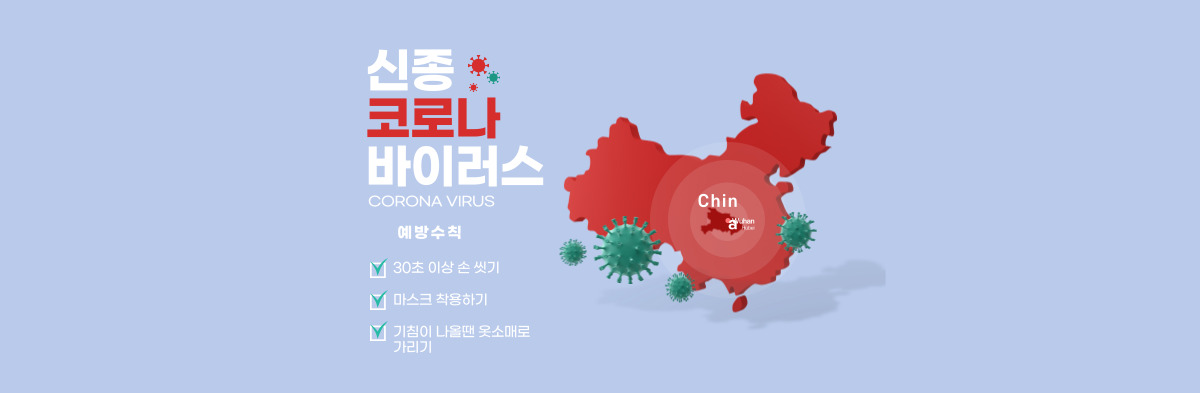 신종
코로나
바이러스
CORONA VIRUS
예방수칙
30초 이상 손 씻기
마스크 착용하기
기침이 나올땐 옷소매로
가리기
Chin
a
Wuhan
Hubei